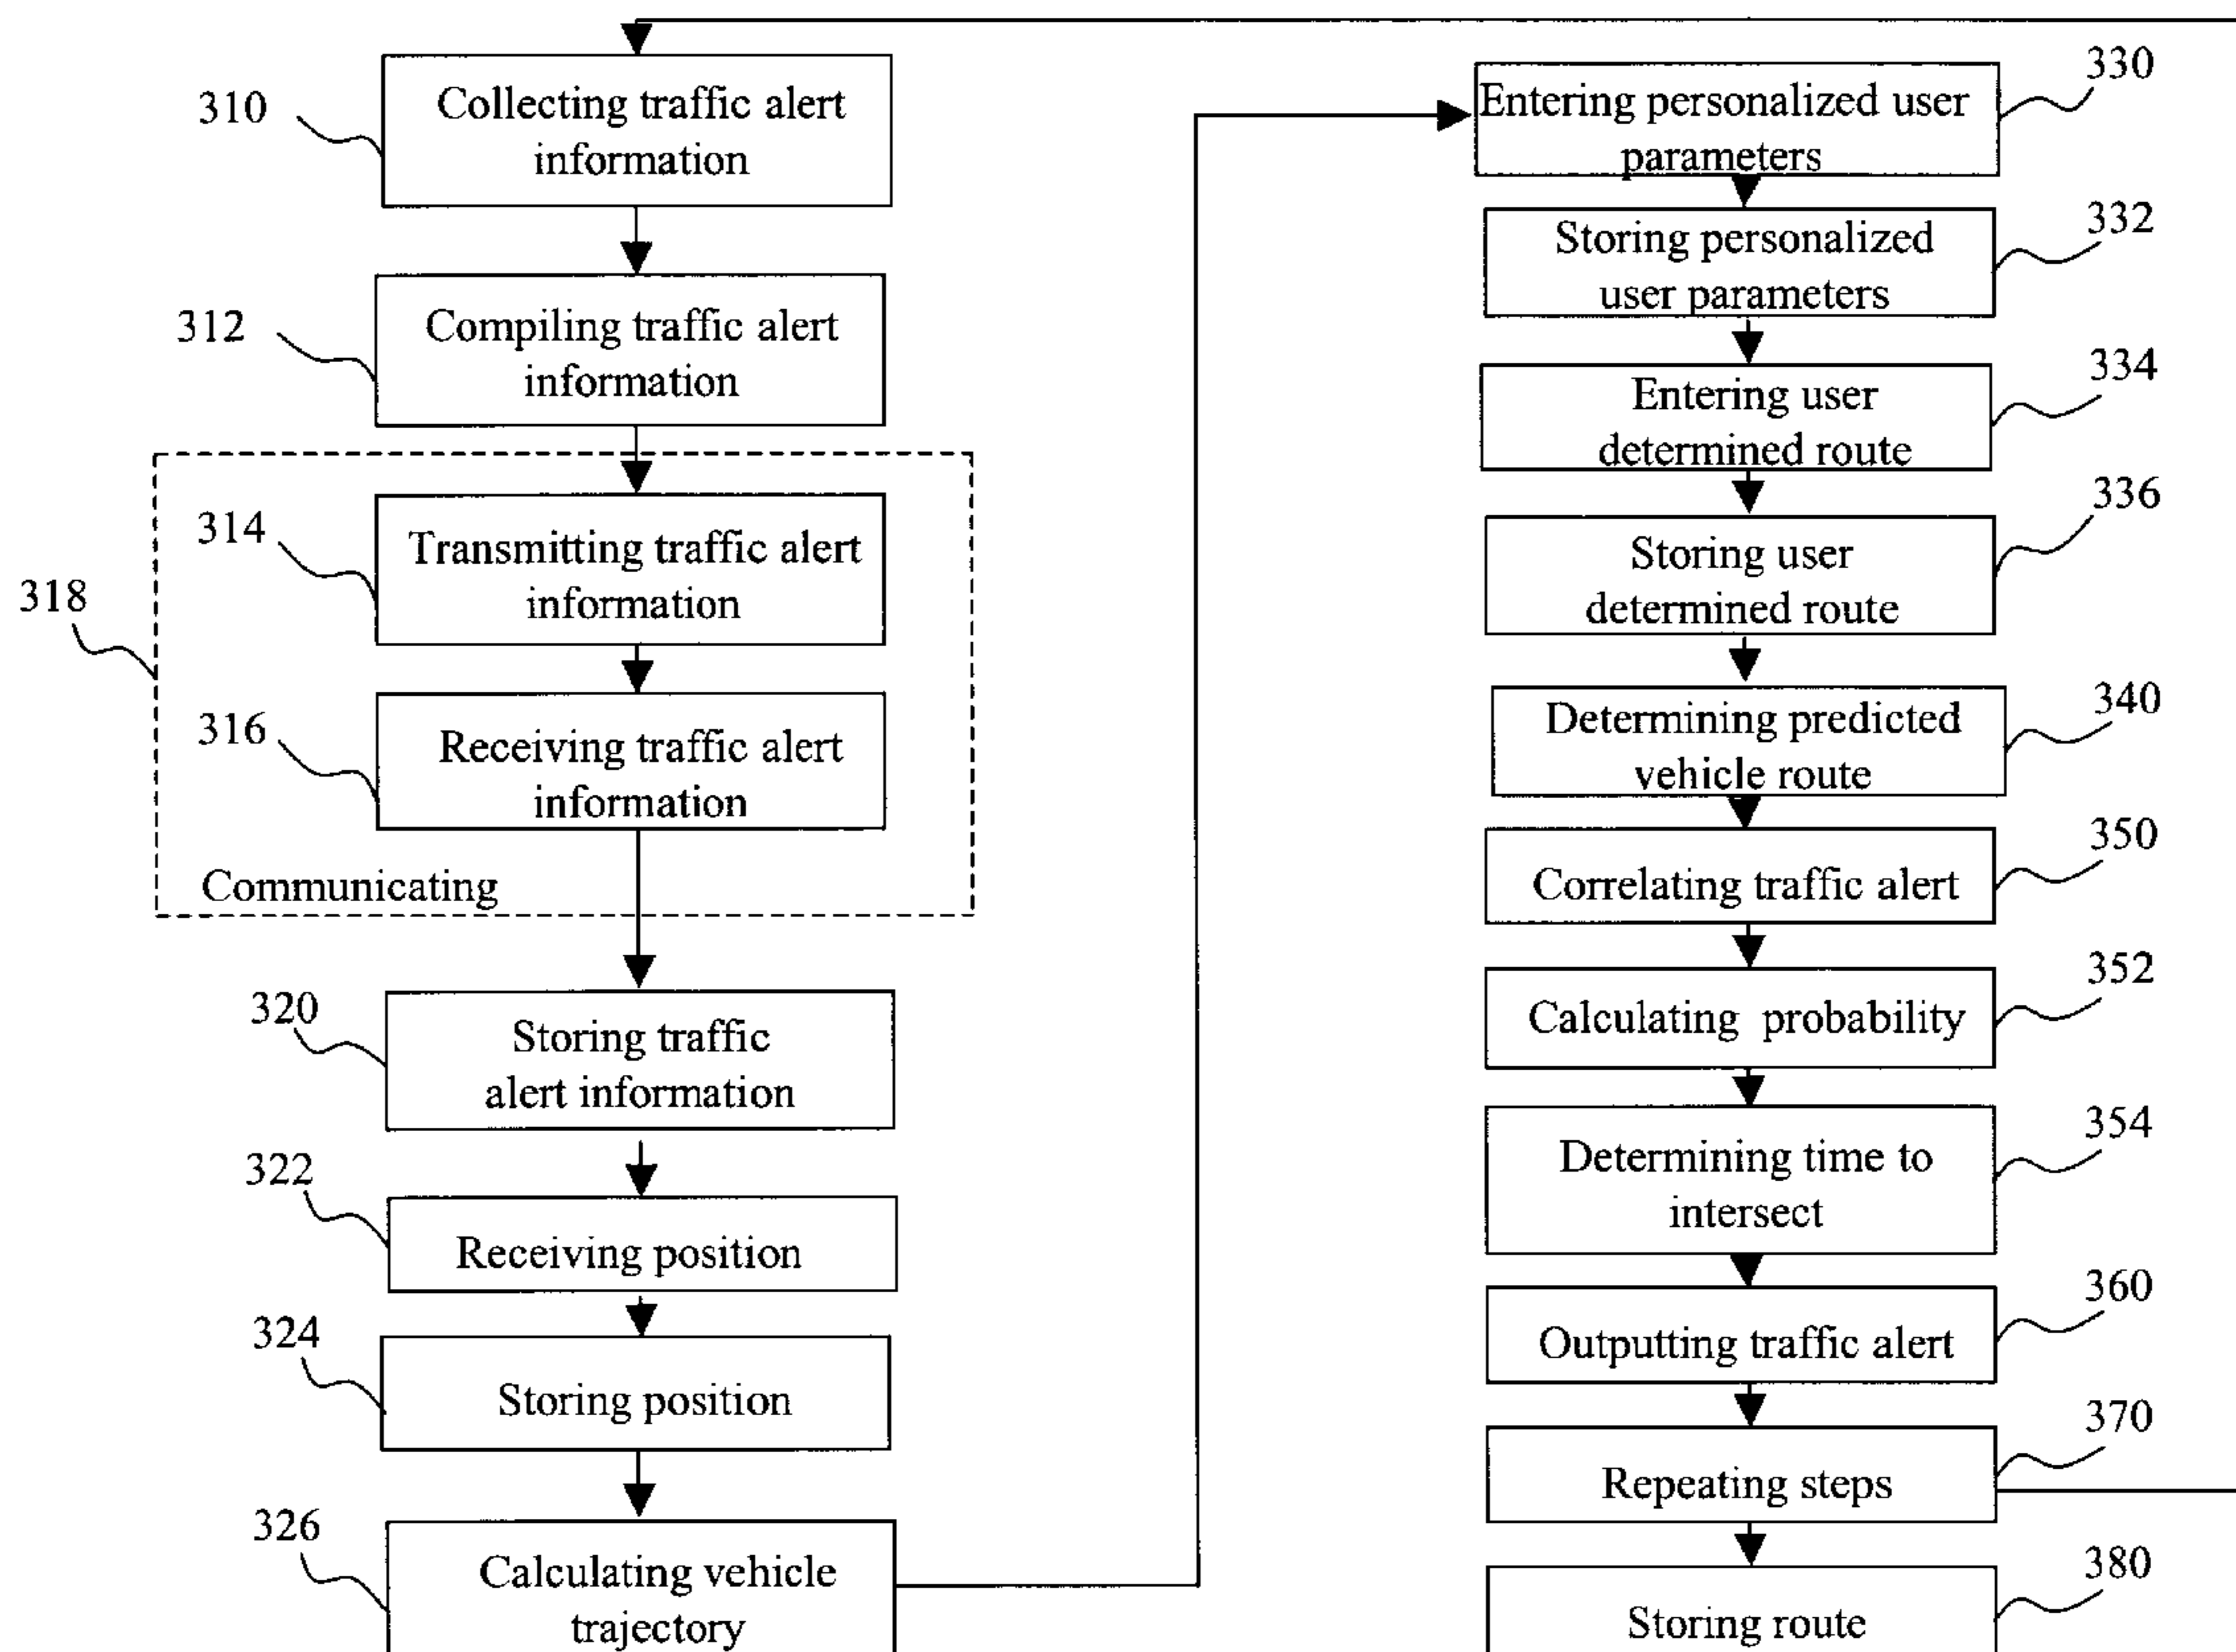 310
Collecting traffic alert
information
312
Compiling traffic alert
information
314
Transmitting traffic alert
information
318
316
Receiving traffic alert
information
Communicating
320
Storing traffic
alert information
322
Receiving position
324
Storing position
326
Calculating vehicle
trajectory
330
Entering personalized user
parameters
332
Storing personalized
user parameters
334
Entering user
determined route
336
Storing user
determined route
340
Determining predicted
vehicle route
350
Correlating traffic alert
352
Calculating probability
354
Determining time to
intersect
360
Outputting traffic alert
370
Repeating steps
380
Storing route